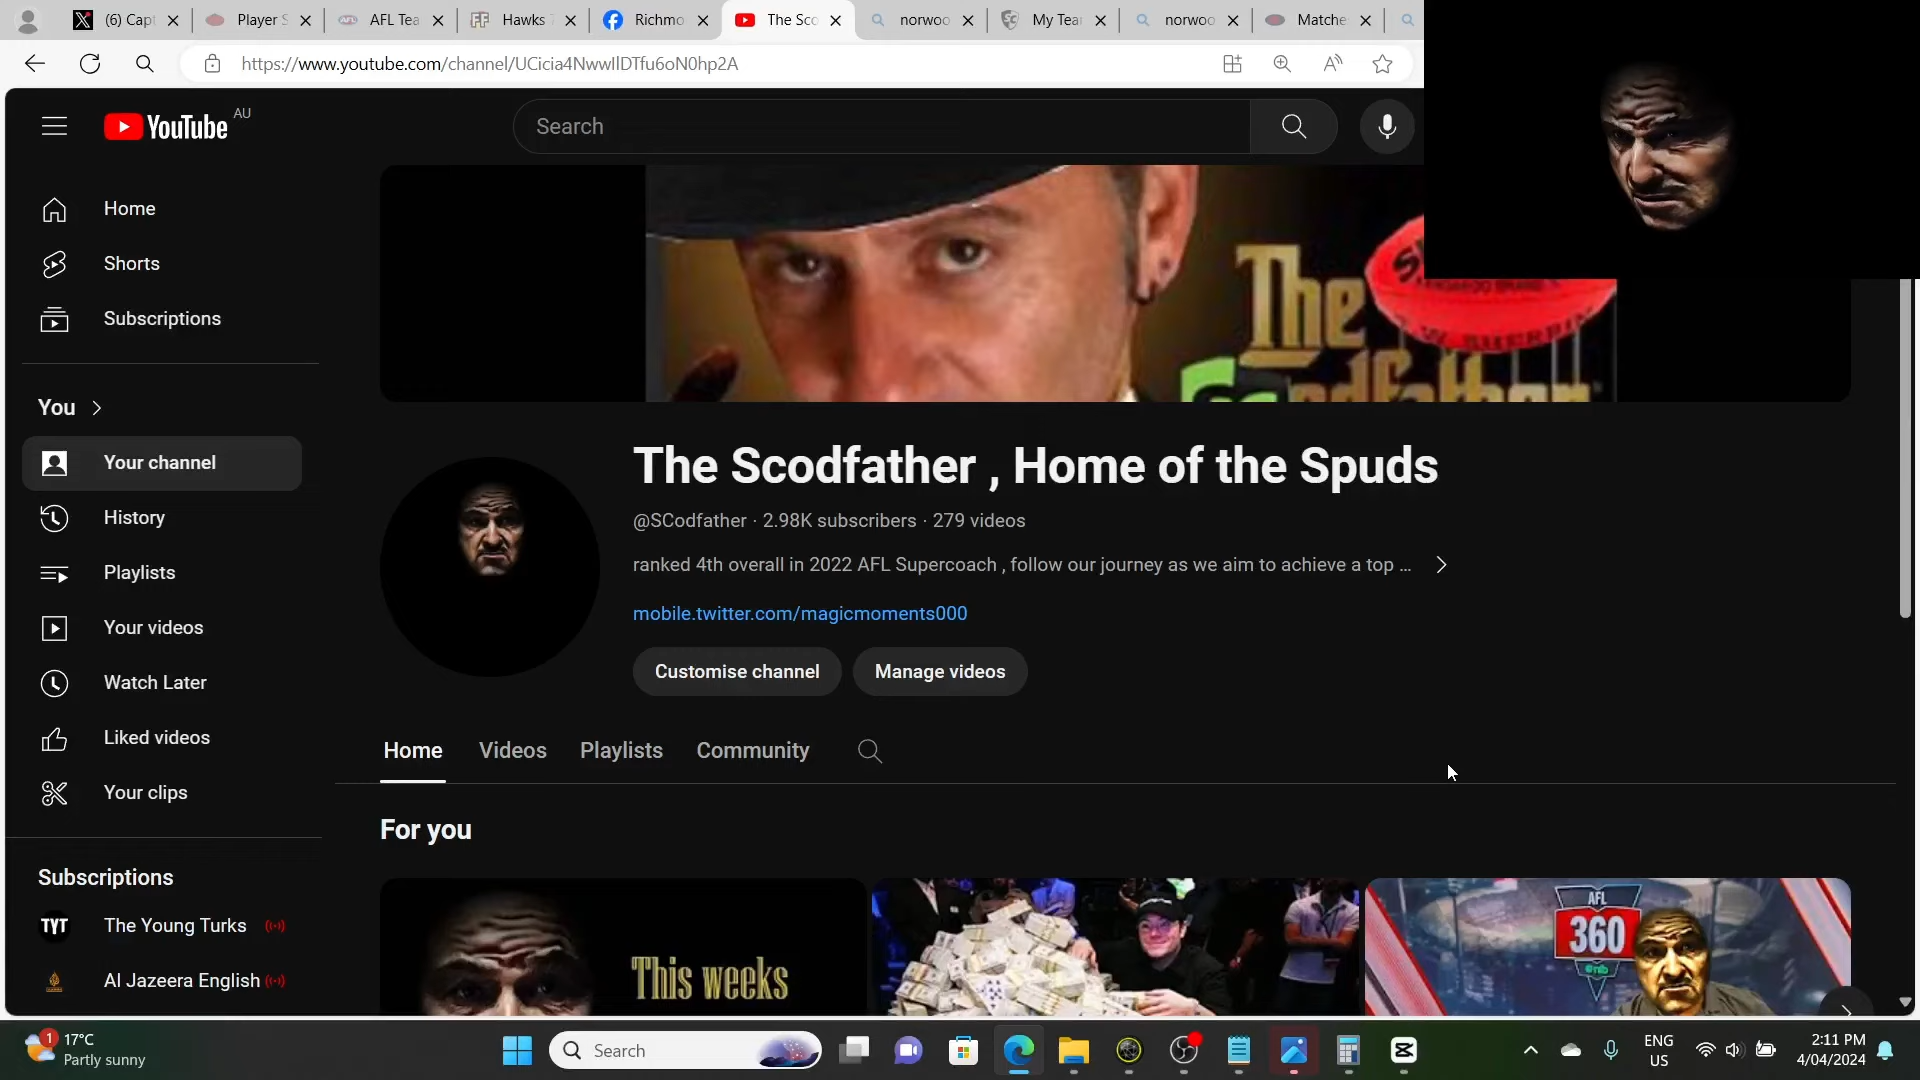 (6) Capt
Player S
AFL Tea
Hawks T
Richmo
The Sco
norwoo
My Tea
norwoo
Matche
https://www.youtube.com/channel/UCicia4NwwIlDTfu6oN0hp2A
YouTube AU
Search
Home
Shorts
Subscriptions
You
Your channel
History
Playlists
Your videos
Watch Later
Liked videos
Your clips
Subscriptions
TYT The Young Turks
Al Jazeera English
The
Scodfather
The Scodfather , Home of the Spuds
@SCodfather · 2.98K subscribers · 279 videos
ranked 4th overall in 2022 AFL Supercoach , follow our journey as we aim to achieve a top ...
mobile.twitter.com/magicmoments000
Customise channel
Manage videos
Home
Videos
Playlists
Community
For you
This weeks
AFL
360
1
17°C
Partly sunny
Search
ENG
US
2:11 PM
4/04/2024